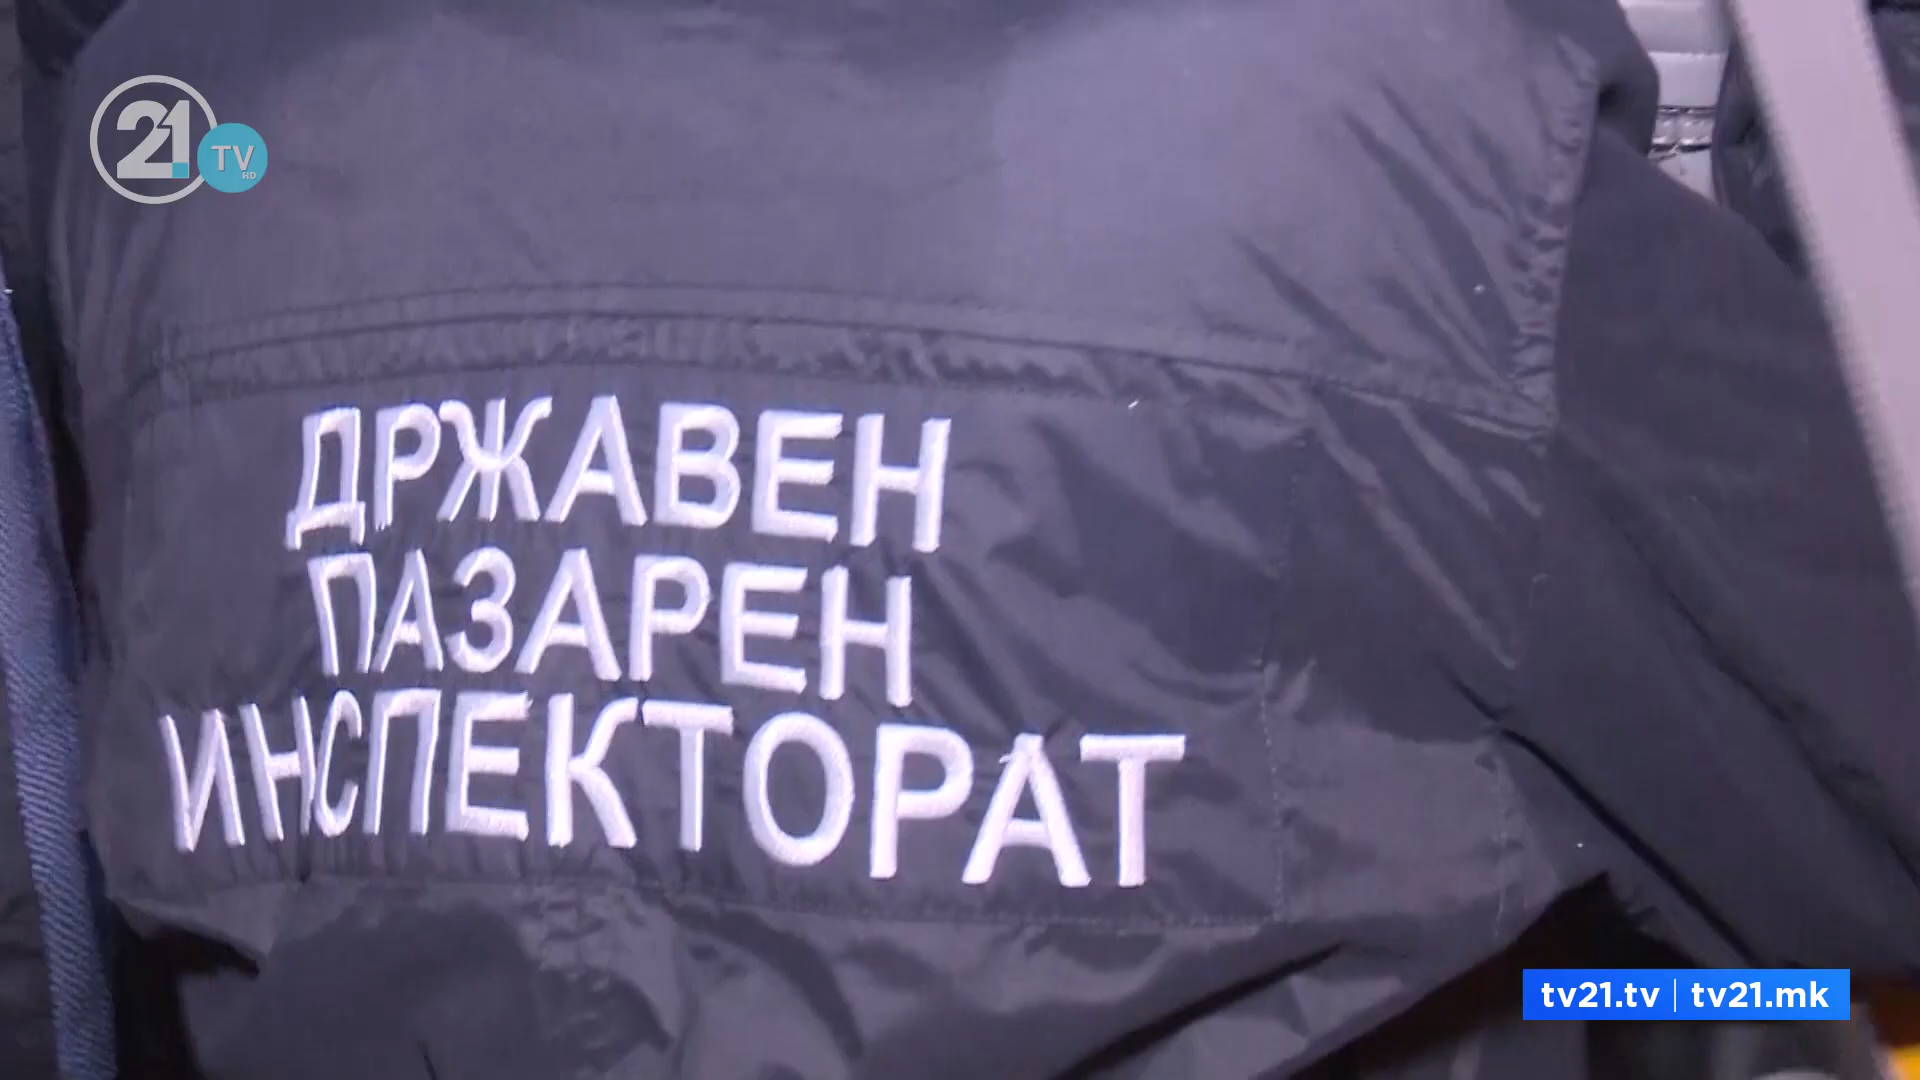 21
TV
HD
ДРЖАВЕН
ПАЗАРЕН
ИНСПЕКТОРАТ
tv21.tv | tv21.mk